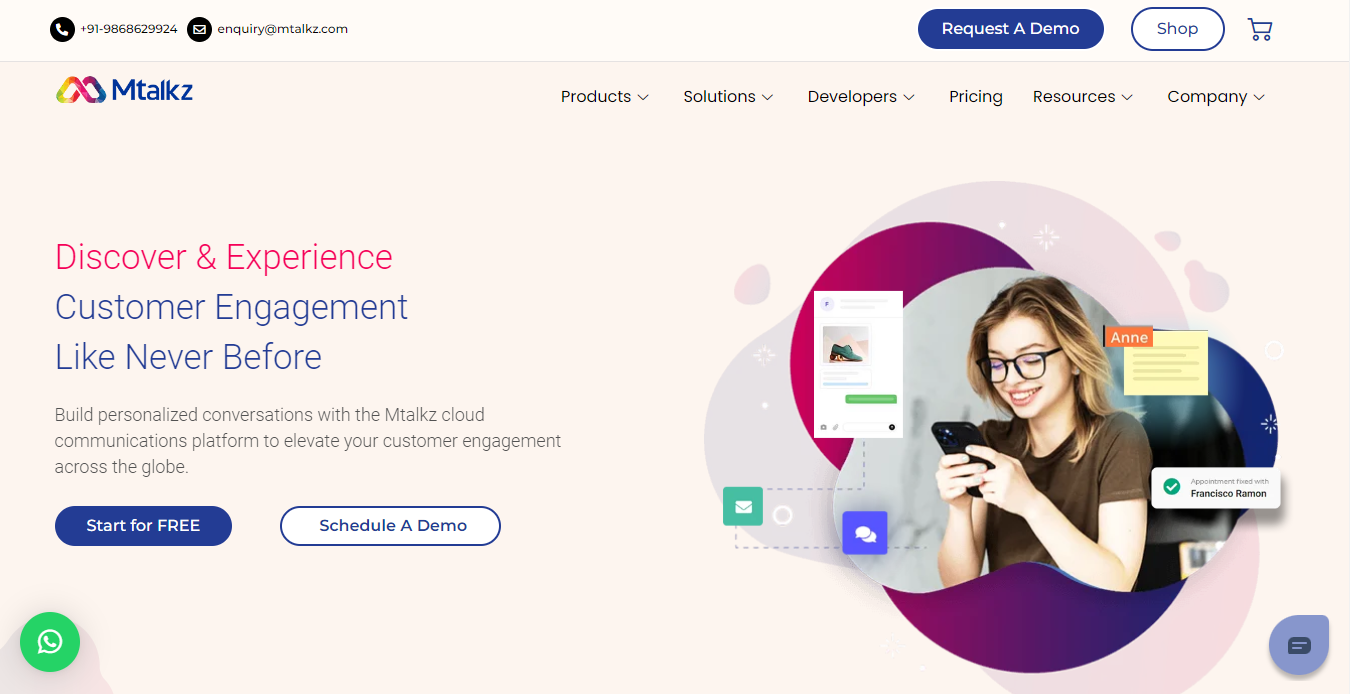 +91-9868629924 enquiry@mtalkz.com Request A Demo Shop
Mtalkz Products Solutions Developers Pricing Resources Company
Discover & Experience
Customer Engagement
Like Never Before
Build personalized conversations with the Mtalkz cloud
communications platform to elevate your customer engagement
across the globe.
Start for FREE Schedule A Demo
F
Anne
Appointment fixed with
Francisco Ramon